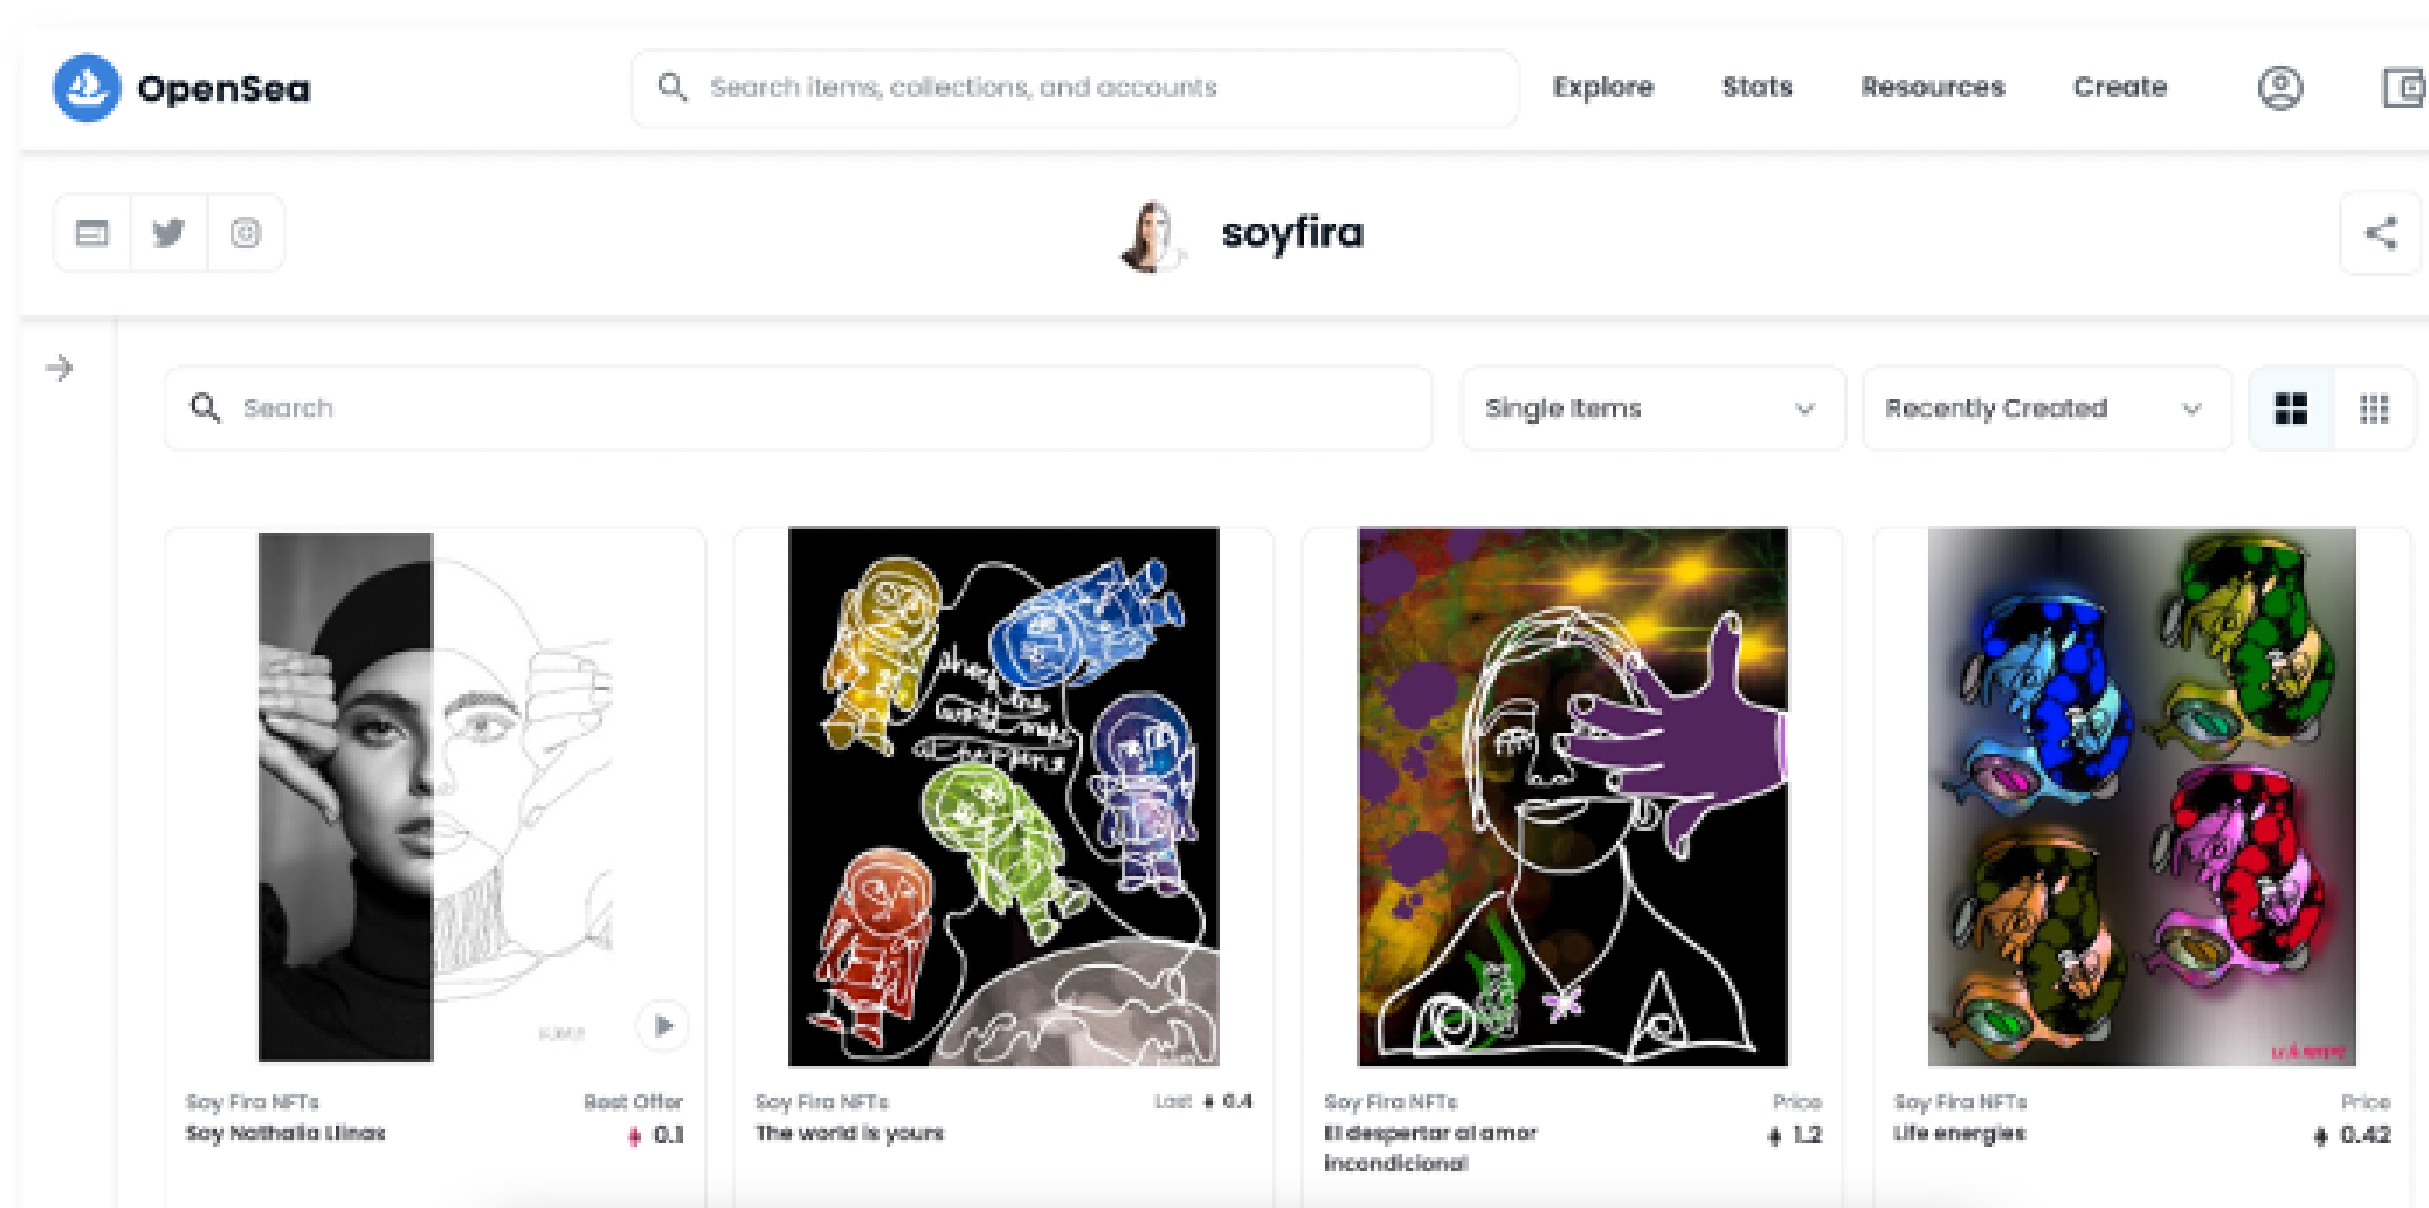 OpenSea
Search items, collections, and accounts
Explore Stats Resources Create
soyfira
Search
Single Items
Recently Created
Soy Fira NFTs Best Offer
Soy Nathalia Llinas 0.1
Soy Fira NFTs Last 0.4
The world is yours
Soy Fira NFTs Price
El despertar al amor 1.2
incondicional
Soy Fira NFTs Price
Life energies 0.42